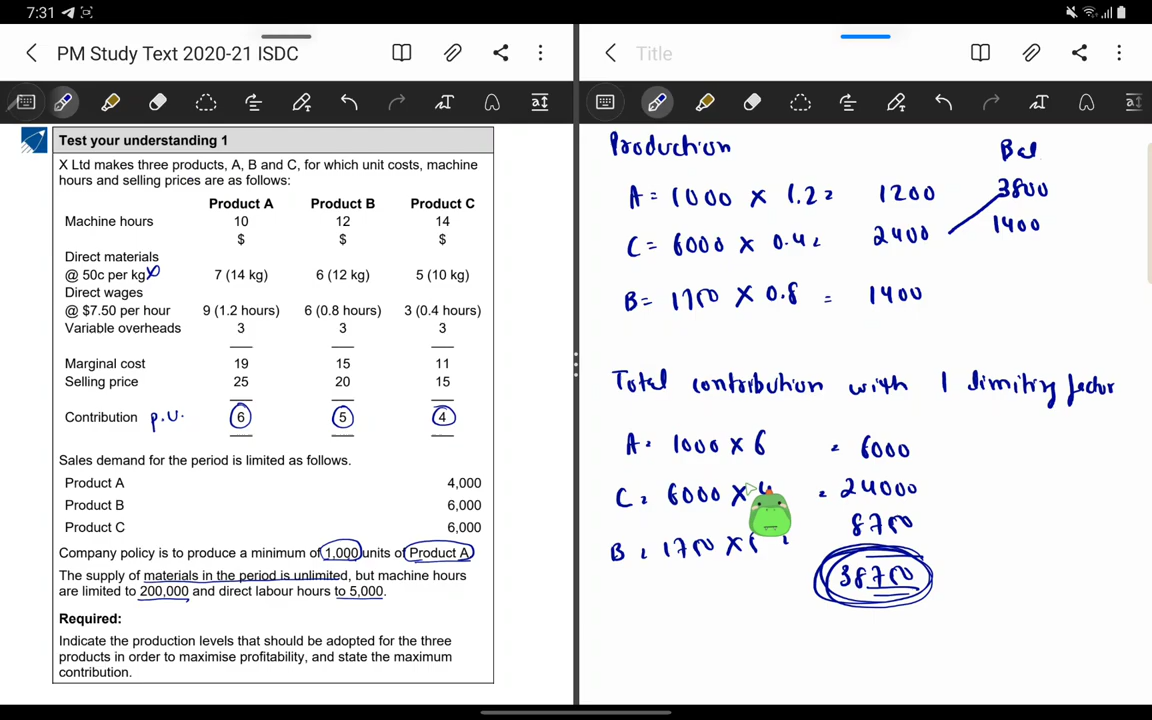 7:31
PM Study Text 2020-21 ISDC
Title
Test your understanding 1
X Ltd makes three products, A, B and C, for which unit costs, machine
hours and selling prices are as follows:
Product A Product B Product C
Machine hours 10 12 14
$ $ $
Direct materials
@ 50c per kg 7 (14 kg) 6 (12 kg) 5 (10 kg)
Direct wages
@ $7.50 per hour 9 (1.2 hours) 6 (0.8 hours) 3 (0.4 hours)
Variable overheads 3 3 3
Marginal cost 19 15 11
Selling price 25 20 15
Contribution p.u. 6 5 4
Sales demand for the period is limited as follows.
Product A 4,000
Product B 6,000
Product C 6,000
Company policy is to produce a minimum of 1,000 units of Product A.
The supply of materials in the period is unlimited, but machine hours
are limited to 200,000 and direct labour hours to 5,000.
Required:
Indicate the production levels that should be adopted for the three
products in order to maximise profitability, and state the maximum
contribution.
Production Bal
A = 1000 X 1.2 = 1200 3800
C = 6000 X 0.4 = 2400 1400
B = 1750 X 0.8 = 1400
Total contribution with 1 limiting factor
A = 1000 X 6 = 6000
C = 6000 X 4 = 24000
8750
B = 1750 X =
38750